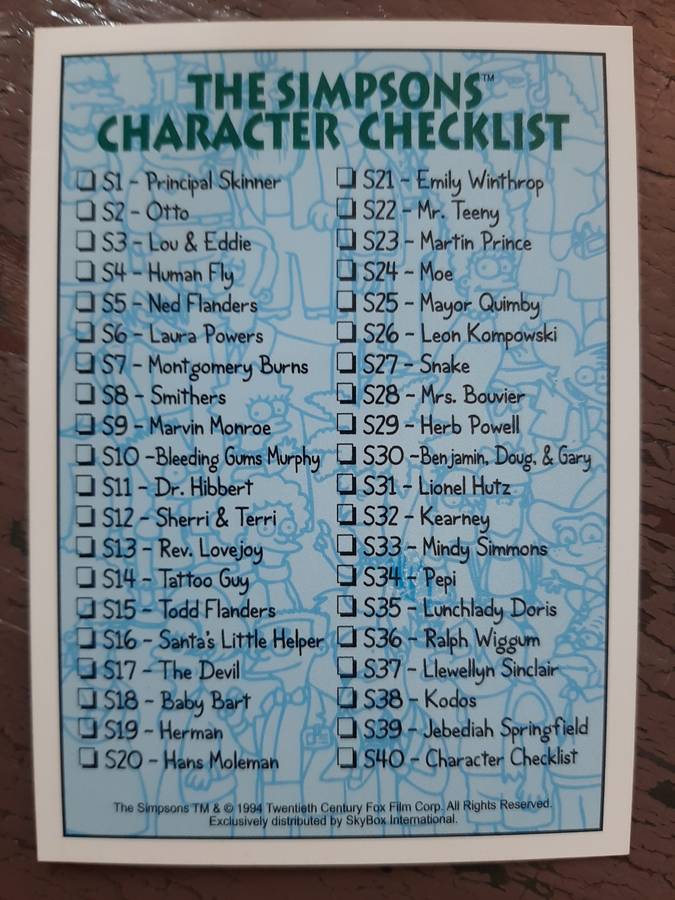 THE SIMPSONS™
CHARACTER CHECKLIST
S1 - Principal Skinner
S2 - Otto
S3 - Lou & Eddie
S4 - Human Fly
S5 - Ned Flanders
S6 - Laura Powers
S7 - Montgomery Burns
S8 - Smithers
S9 - Marvin Monroe
S10 -Bleeding Gums Murphy
S11 - Dr. Hibbert
S12 - Sherri & Terri
S13 - Rev. Lovejoy
S14 - Tattoo Guy
S15 - Todd Flanders
S16 - Santa's Little Helper
S17 - The Devil
S18 - Baby Bart
S19 - Herman
S20 - Hans Moleman
S21 - Emily Winthrop
S22 - Mr. Teeny
S23 - Martin Prince
S24 - Moe
S25 - Mayor Quimby
S26 - Leon Kompowski
S27 - Snake
S28 - Mrs. Bouvier
S29 - Herb Powell
S30 -Benjamin, Doug, & Gary
S31 - Lionel Hutz
S32 - Kearney
S33 - Mindy Simmons
S34 - Pepi
S35 - Lunchlady Doris
S36 - Ralph Wiggum
S37 - Llewellyn Sinclair
S38 - Kodos
S39 - Jebediah Springfield
S40 - Character Checklist
The Simpsons TM & © 1994 Twentieth Century Fox Film Corp. All Rights Reserved.
Exclusively distributed by SkyBox International.